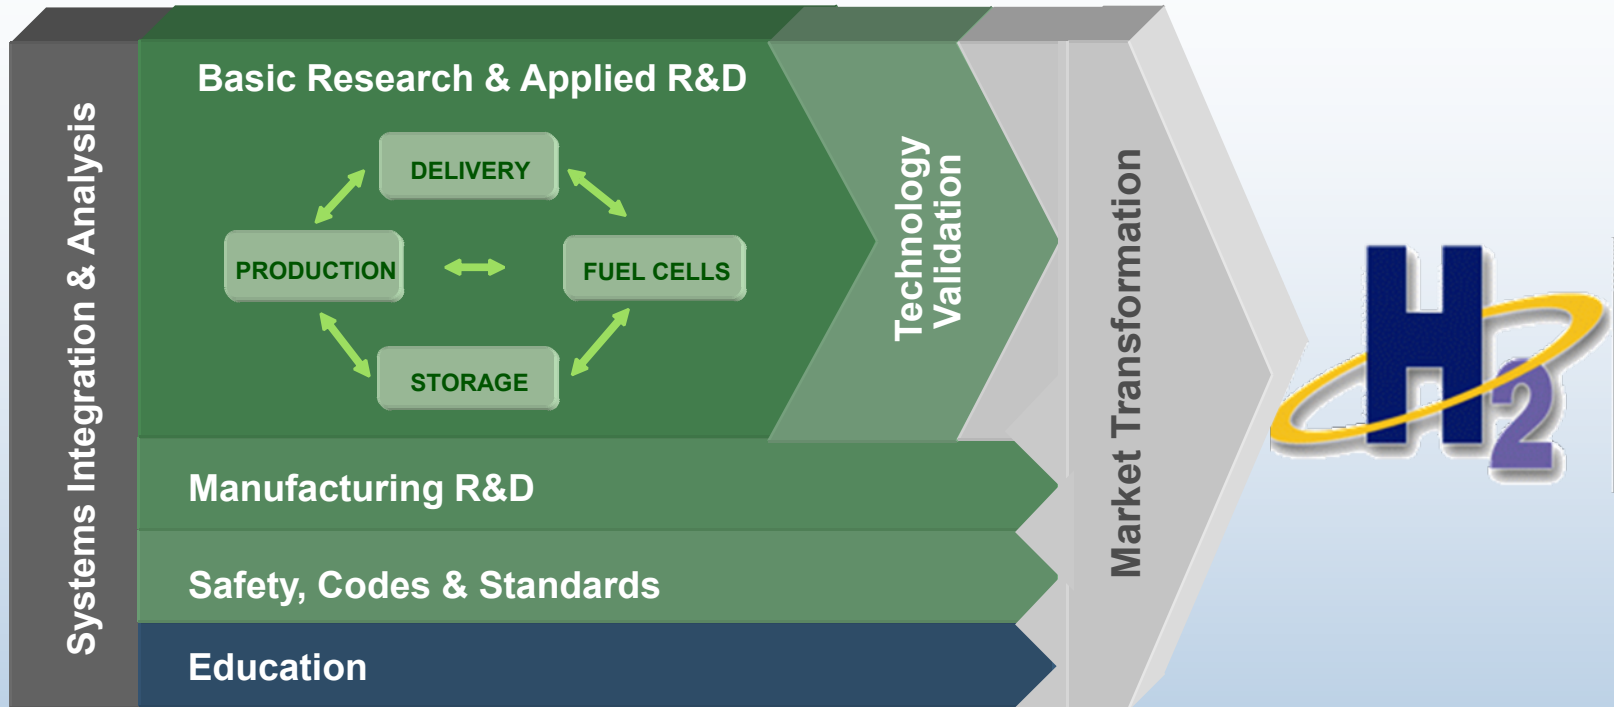 Systems Integration & Analysis
Basic Research & Applied R&D
DELIVERY
PRODUCTION
FUEL CELLS
STORAGE
Technology
Validation
Manufacturing R&D
Safety, Codes & Standards
Education
Market Transformation
H2